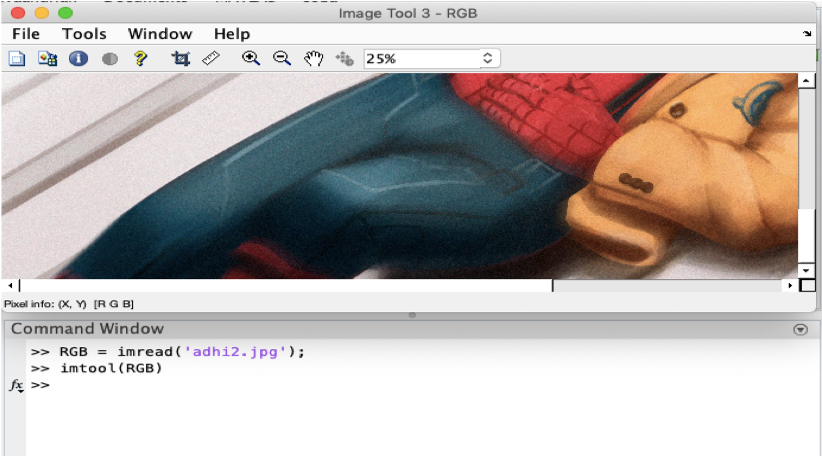 Image Tool 3 - RGB
File Tools Window Help
25%
Pixel info: (X, Y) [R G B]
Command Window
>> RGB = imread('adhi2.jpg');
>> imtool(RGB)
fx >>